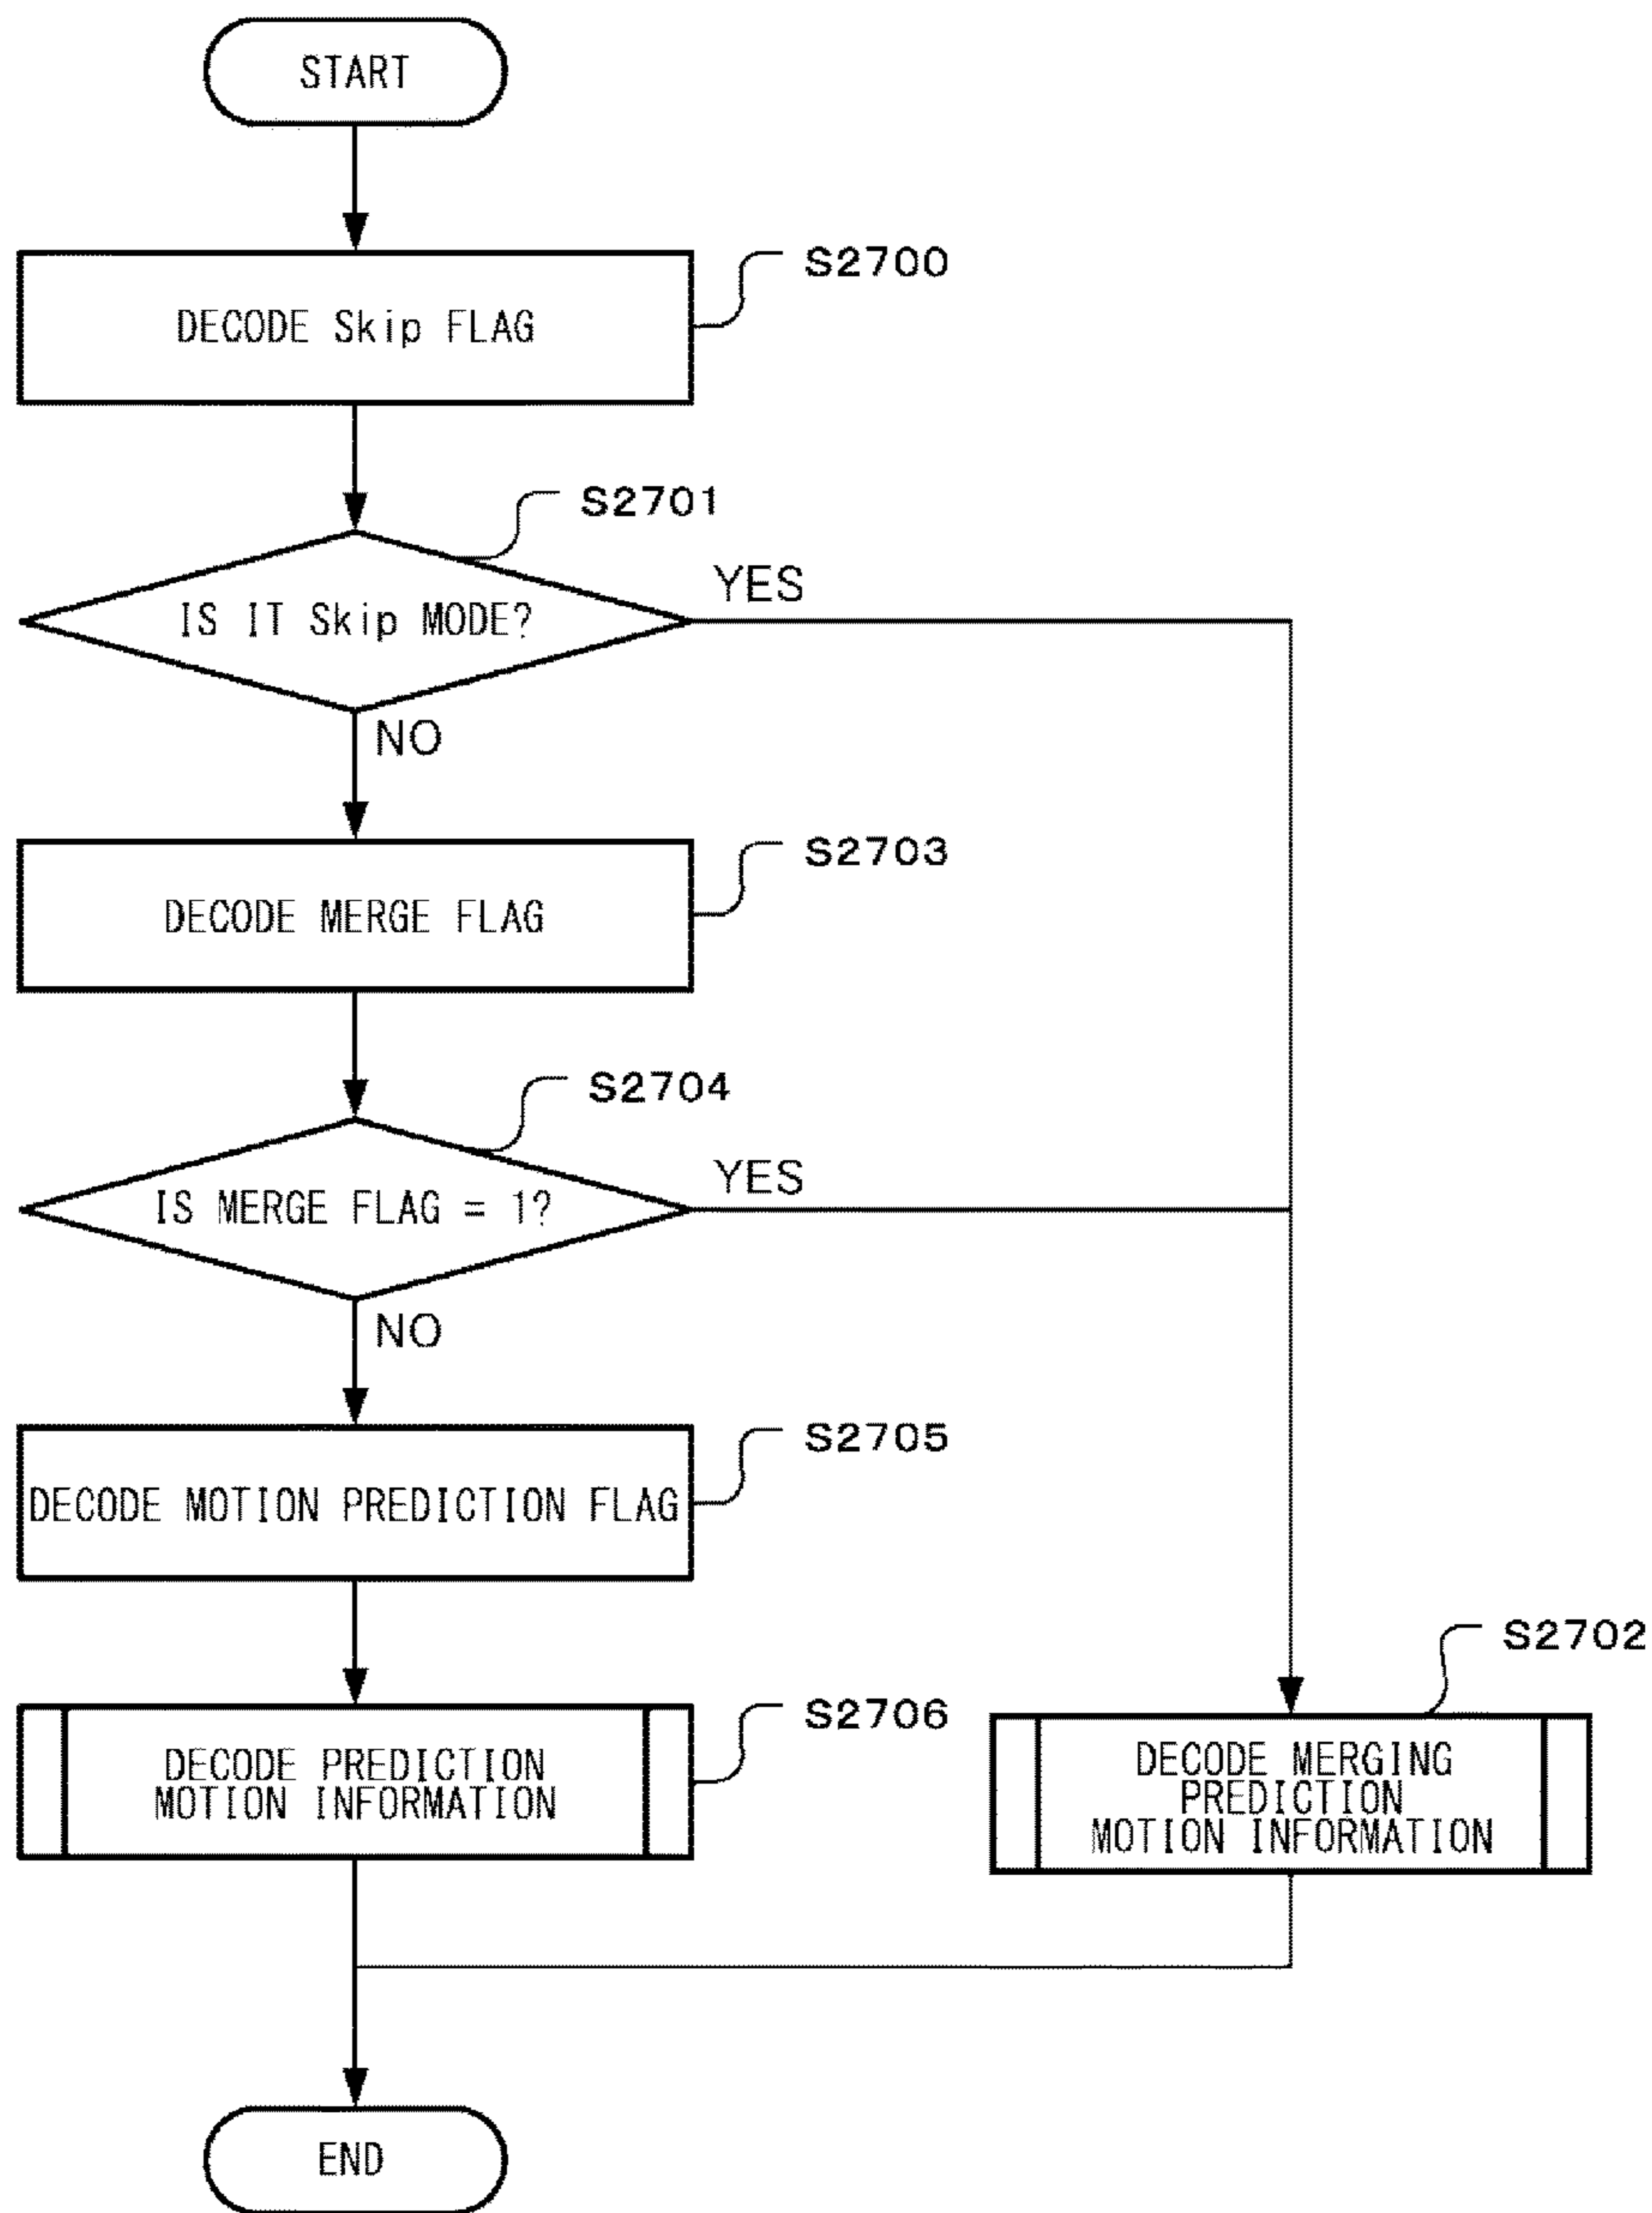 START
DECODE Skip FLAG
S2700
IS IT Skip MODE?
S2701
YES
NO
DECODE MERGE FLAG
S2703
IS MERGE FLAG = 1?
S2704
YES
NO
DECODE MOTION PREDICTION FLAG
S2705
DECODE PREDICTION
MOTION INFORMATION
S2706
DECODE MERGING
PREDICTION
MOTION INFORMATION
S2702
END